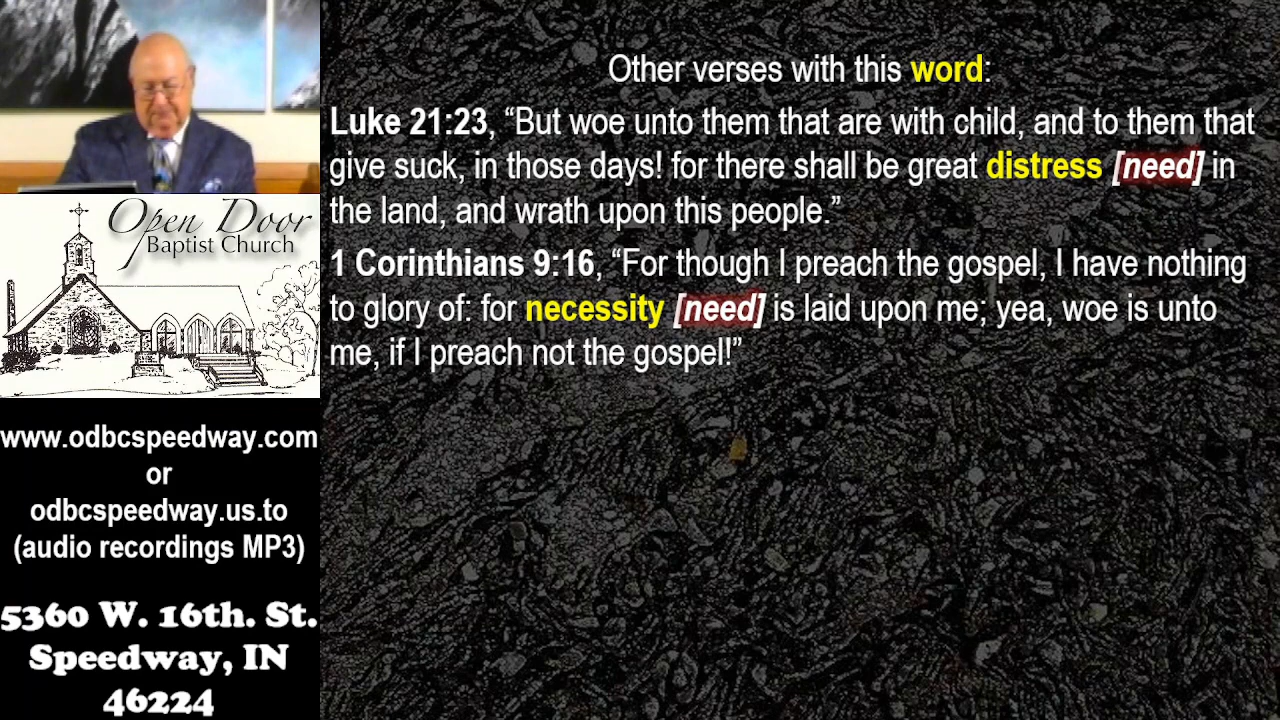 Open Door
Baptist Church
www.odbcspeedway.com
or
odbcspeedway.us.to
(audio recordings MP3)
5360 W. 16th. St.
Speedway, IN
46224
Other verses with this word:
Luke 21:23, “But woe unto them that are with child, and to them that
give suck, in those days! for there shall be great distress [need] in
the land, and wrath upon this people.”
1 Corinthians 9:16, “For though I preach the gospel, I have nothing
to glory of: for necessity [need] is laid upon me; yea, woe is unto
me, if I preach not the gospel!”